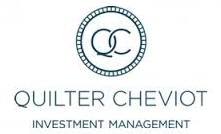 QC
QUILTER CHEVIOT
INVESTMENT MANAGEMENT